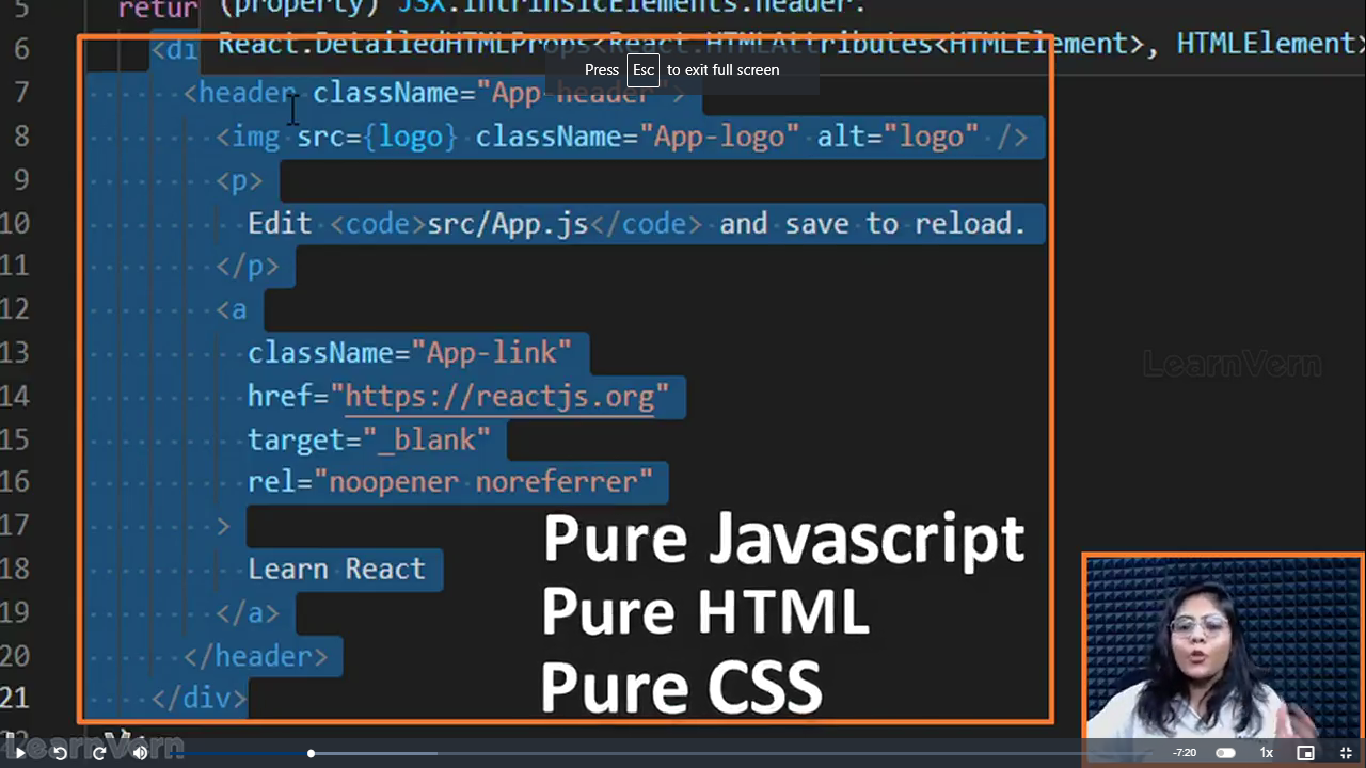 5 retur (property) JSX.IntrinsicElements.header:
6 <di React.DetailedHTMLProps<React.HTMLAttributes<HTMLElement>, HTMLElement>
Press Esc to exit full screen
7 <header className="App-header">
8 <img src={logo} className="App-logo" alt="logo" />
9 <p>
10 Edit <code>src/App.js</code> and save to reload.
11 </p>
12 <a
13 className="App-link"
LearnVern
14 href="https://reactjs.org"
15 target="_blank"
16 rel="noopener noreferrer"
17 >
Pure Javascript
18 Learn React
19 </a>
Pure HTML
20 </header>
21 </div>
Pure CSS
LearnVern
-7:20 1x